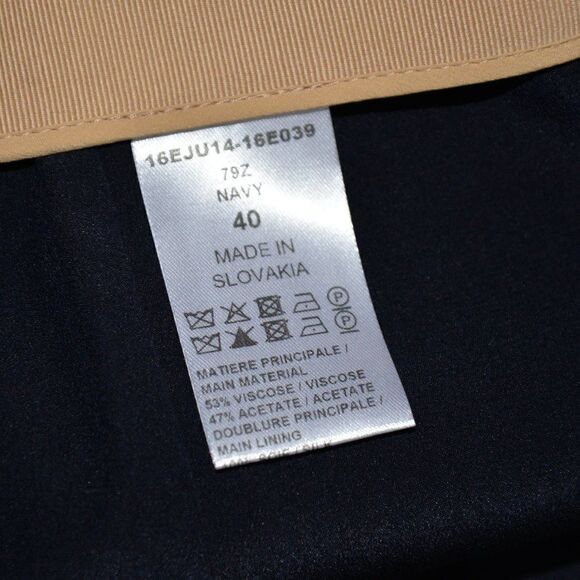 16EJU14-16E039
79Z
NAVY
40
MADE IN
SLOVAKIA
P
P
MATIERE PRINCIPALE /
MAIN MATERIAL
53% VISCOSE / VISCOSE
47% ACETATE / ACETATE
DOUBLURE PRINCIPALE /
MAIN LINING